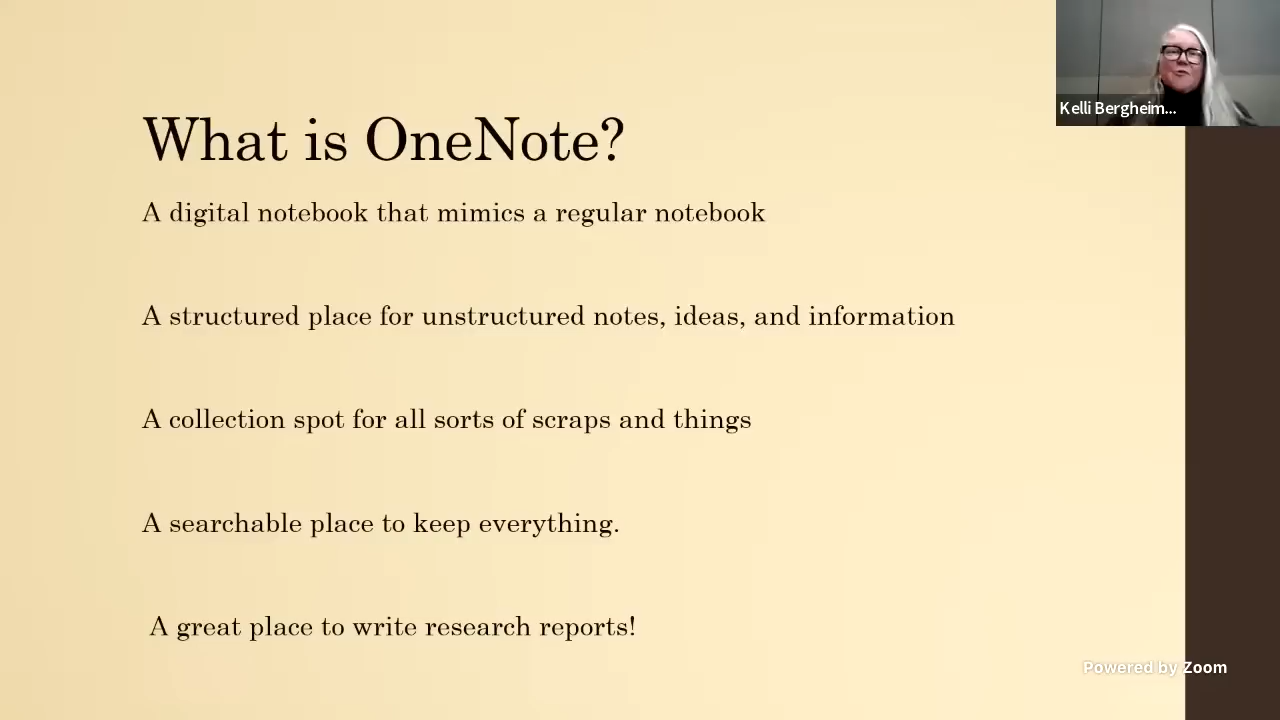 Kelli Bergheim...
What is OneNote?
A digital notebook that mimics a regular notebook
A structured place for unstructured notes, ideas, and information
A collection spot for all sorts of scraps and things
A searchable place to keep everything.
A great place to write research reports!
Powered by Zoom